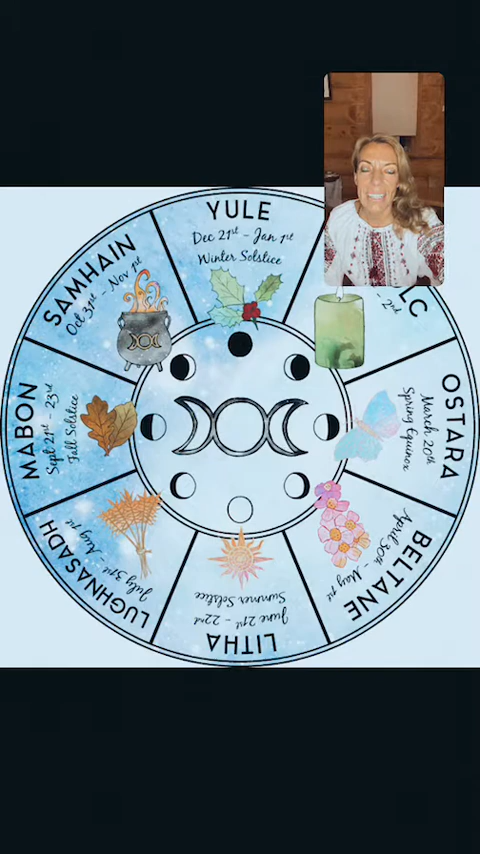 YULE
Dec 21st - Jan 1st
Winter Solstice
LC
2nd
OSTARA
March 20th
Spring Equinox
BELTANE
April 30th - May 1st
LITHA
June 21st - 22nd
Summer Solstice
LUGHNASADH
July 31st - Aug 1st
MABON
Sept 21st - 23rd
Fall Solstice
SAMHAIN
Oct 31st - Nov 1st